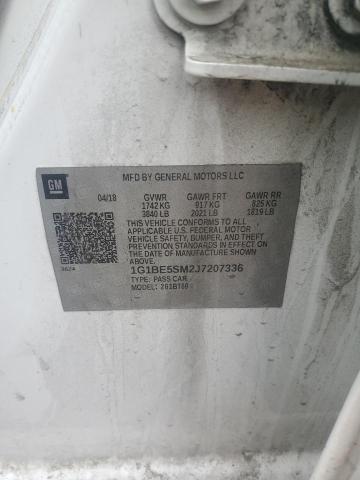 GM
MFD BY GENERAL MOTORS LLC
04/18 GVWR GAWR FRT GAWR RR
1742 KG 917 KG 825 KG
3840 LB 2021 LB 1819 LB
THIS VEHICLE CONFORMS TO ALL
APPLICABLE U.S. FEDERAL MOTOR
VEHICLE SAFETY, BUMPER, AND THEFT
PREVENTION STANDARDS IN EFFECT
ON THE DATE OF MANUFACTURE
SHOWN ABOVE.
3624
1G1BE5SM2J7207336
TYPE: PASS CAR
MODEL: